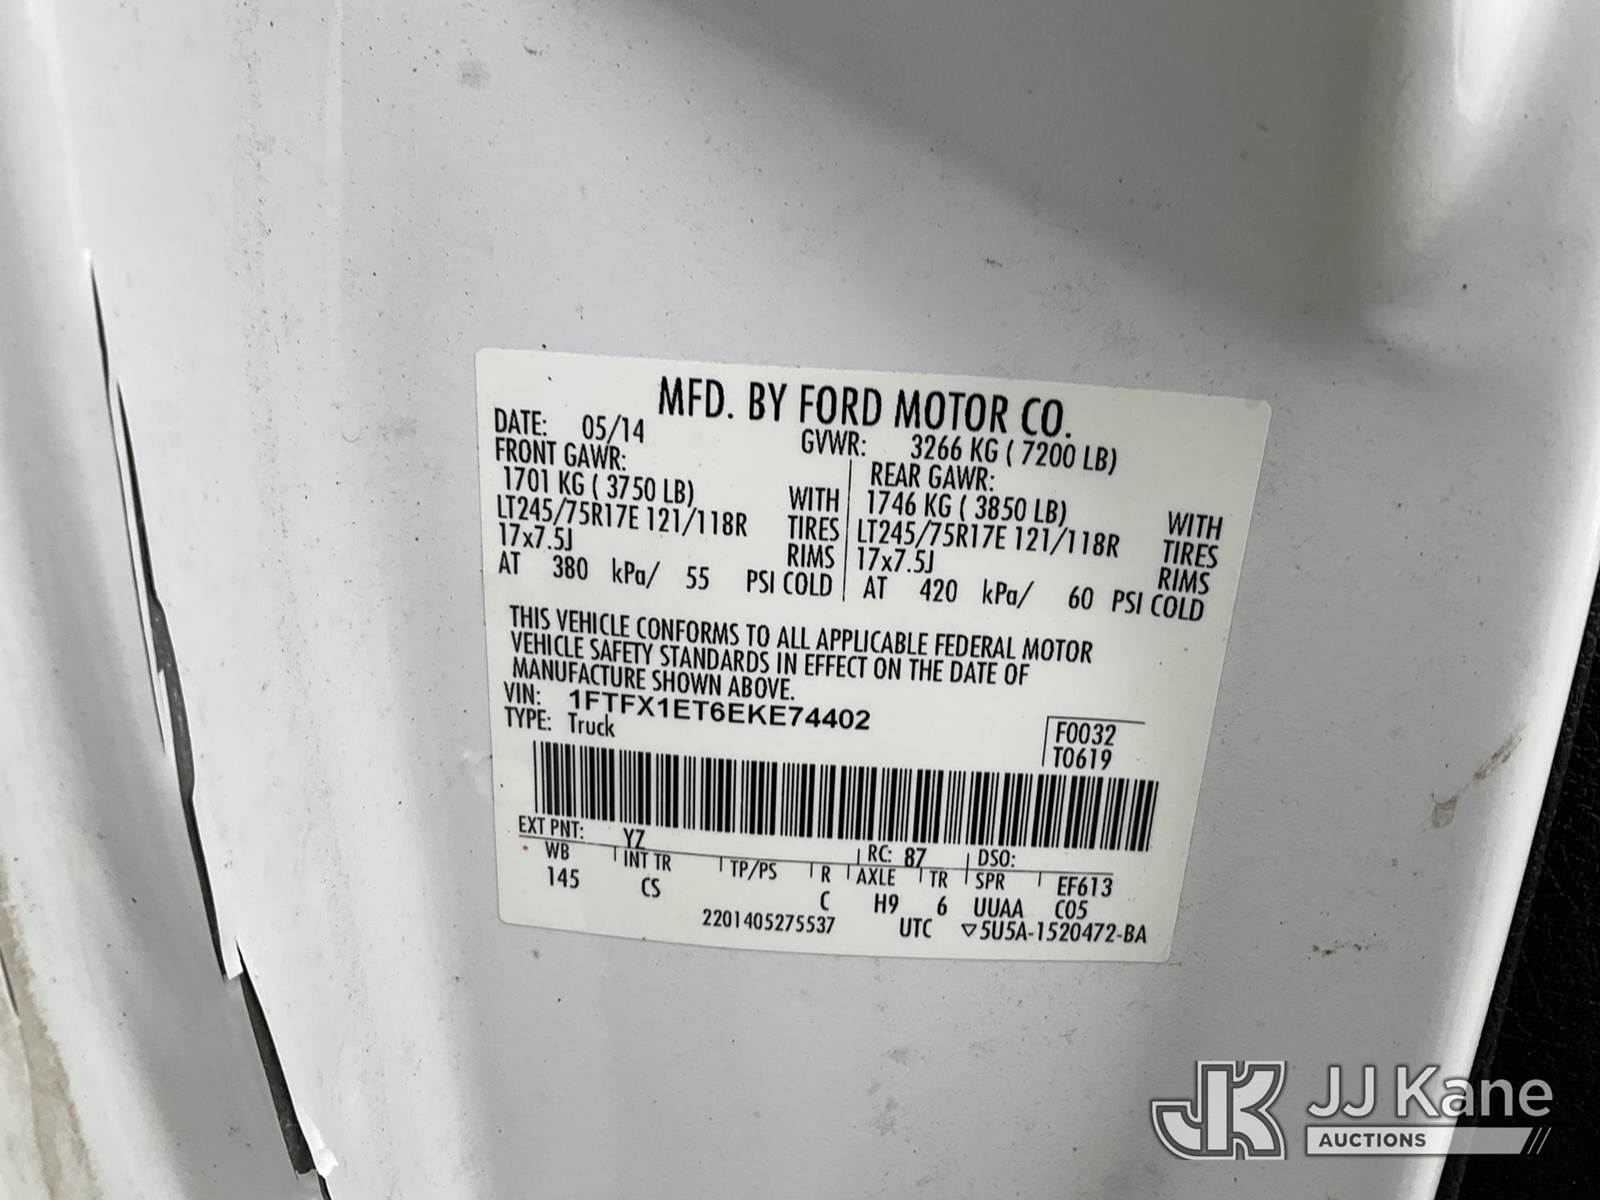 MFD. BY FORD MOTOR CO.
DATE: 05/14 GVWR: 3266 KG ( 7200 LB)
FRONT GAWR: REAR GAWR:
1701 KG ( 3750 LB) WITH 1746 KG ( 3850 LB) WITH
LT245/75R17E 121/118R TIRES LT245/75R17E 121/118R TIRES
17x7.5J RIMS 17x7.5J RIMS
AT 380 kPa/ 55 PSI COLD AT 420 kPa/ 60 PSI COLD
THIS VEHICLE CONFORMS TO ALL APPLICABLE FEDERAL MOTOR
VEHICLE SAFETY STANDARDS IN EFFECT ON THE DATE OF
MANUFACTURE SHOWN ABOVE.
VIN: 1FTFX1ET6EKE74402
TYPE: Truck
F0032
T0619
EXT PNT: YZ RC: 87 DSO:
WB INT TR TP/PS R AXLE TR SPR EF613
145 CS C H9 6 UUAA C05
2201405275537 UTC ▽5U5A-1520472-BA
JK JJ Kane
AUCTIONS